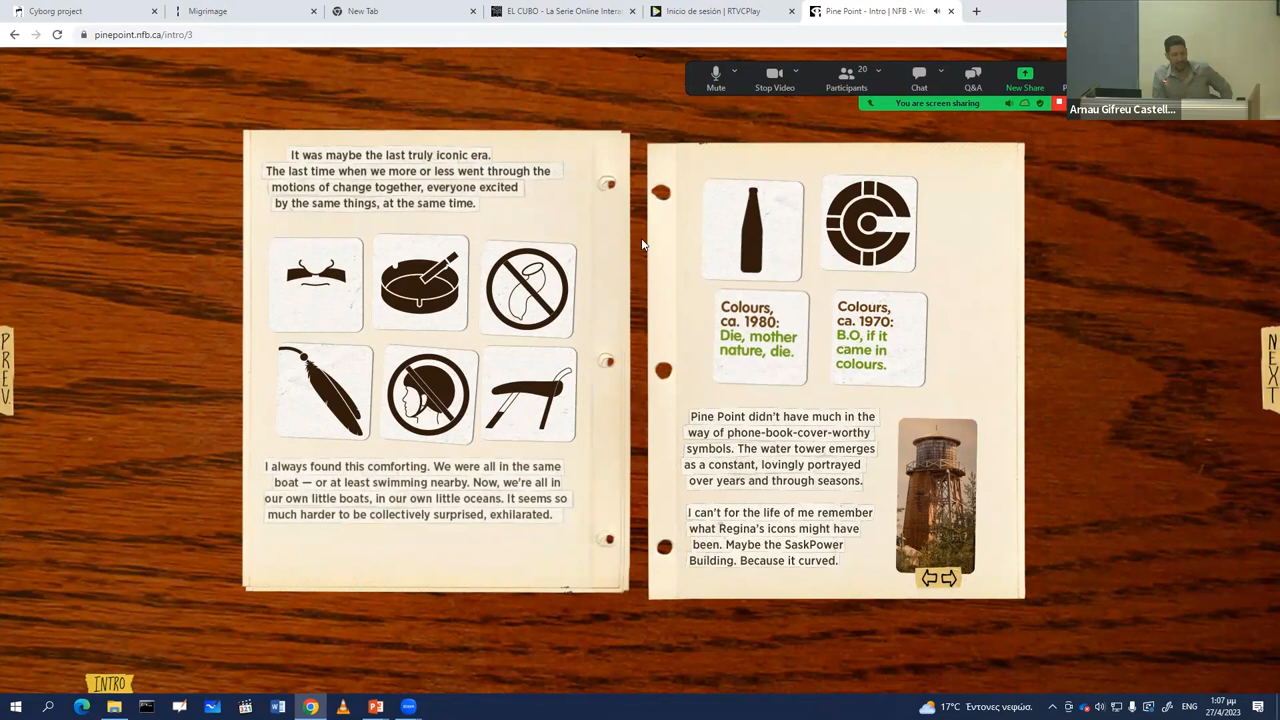 Cyborg project
Migrimage
New Tab
EL CUBO - La Serie Online Intera
Inicio de sesión | RTVCPlay
Pine Point - Intro | NFB - We
pinepoint.nfb.ca/intro/3
Mute
Stop Video
20
Participants
Chat
Q&A
New Share
You are screen sharing
Arnau Gifreu Castell...
It was maybe the last truly iconic era.
The last time when we more or less went through the
motions of change together, everyone excited
by the same things, at the same time.
I always found this comforting. We were all in the same
boat — or at least swimming nearby. Now, we're all in
our own little boats, in our own little oceans. It seems so
much harder to be collectively surprised, exhilarated.
Colours,
ca. 1980:
Die, mother
nature, die.
Colours,
ca. 1970:
B.O, if it
came in
colours.
Pine Point didn't have much in the
way of phone-book-cover-worthy
symbols. The water tower emerges
as a constant, lovingly portrayed
over years and through seasons.
I can't for the life of me remember
what Regina's icons might have
been. Maybe the SaskPower
Building. Because it curved.
PREV.
NEXT
INTRO
17°C Έντονες νεφώσ.
ENG
1:07 μμ
27/4/2023